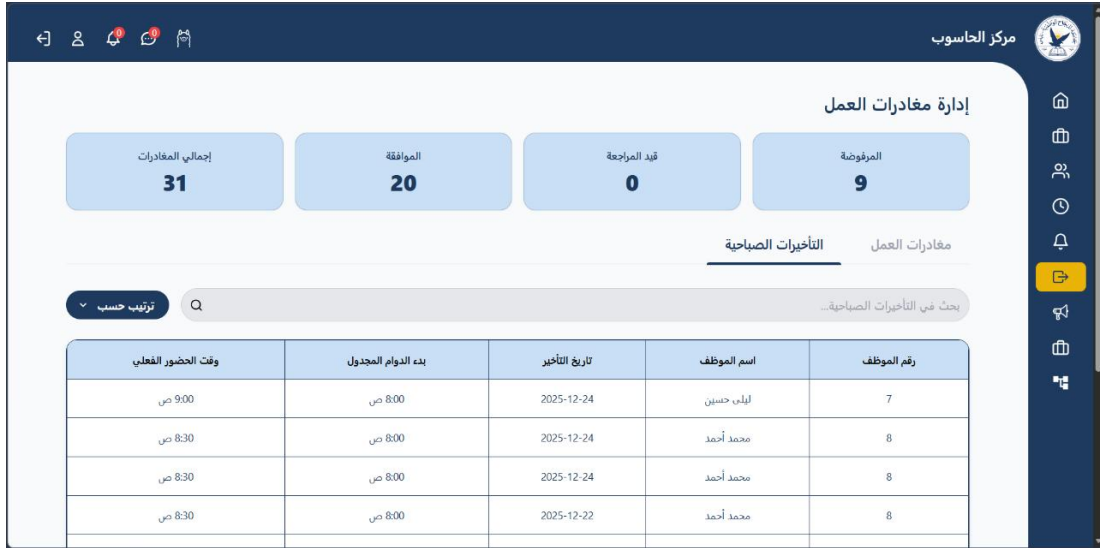 مركز الحاسوب
0
0
إدارة مغادرات العمل
المرفوضة
9
قيد المراجعة
0
الموافقة
20
إجمالي المغادرات
31
مغادرات العمل
التأخيرات الصباحية
بحث في التأخيرات الصباحية...
ترتيب حسب
رقم الموظف اسم الموظف تاريخ التأخير بدء الدوام المجدول وقت الحضور الفعلي
7 ليلى حسين 2025-12-24 8:00 ص 9:00 ص
8 محمد أحمد 2025-12-24 8:00 ص 8:30 ص
8 محمد أحمد 2025-12-24 8:00 ص 8:30 ص
8 محمد أحمد 2025-12-22 8:00 ص 8:30 ص